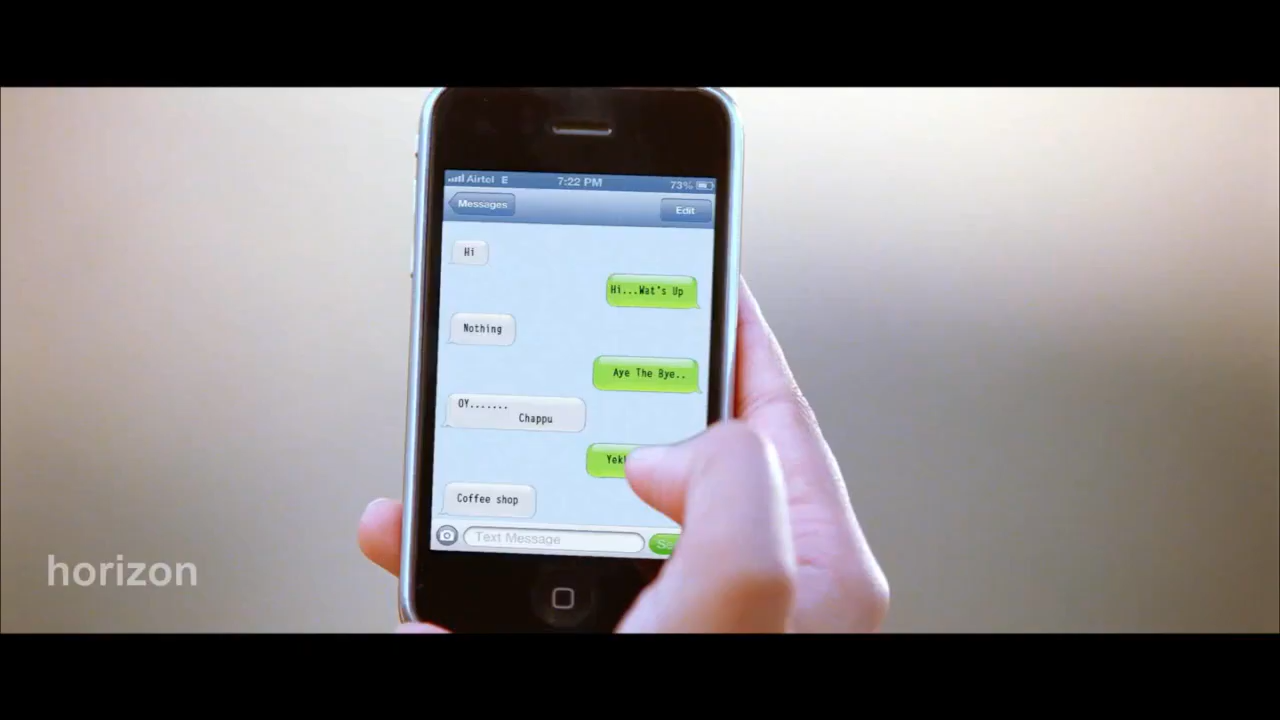 Airtel E 7:22 PM 73%
Messages Edit
Hi
Hi...Wat's Up
Nothing
Aye The Bye..
OY.......
Chappu
Coffee shop
Text Message
horizon